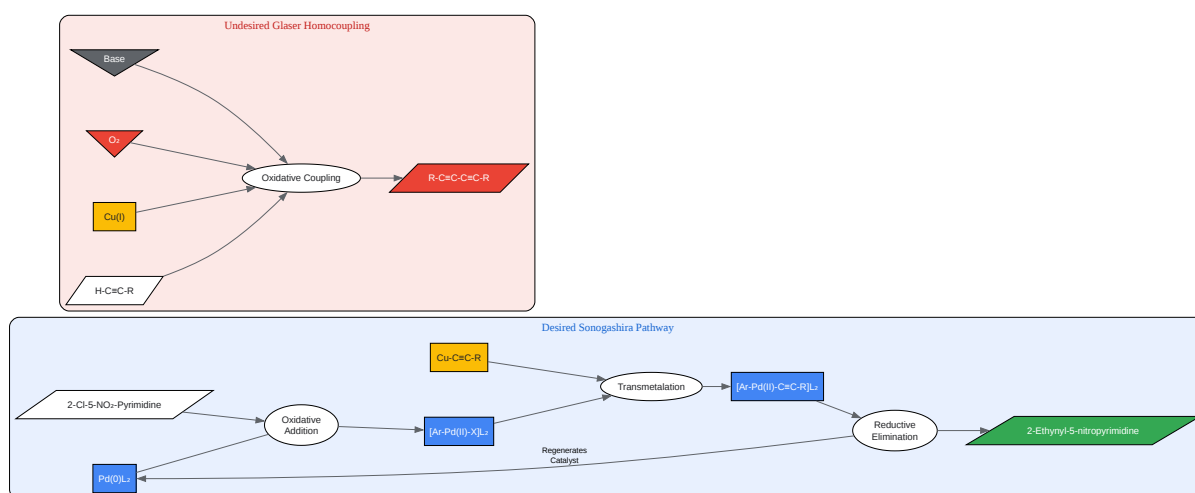 Undesired Glaser Homocoupling
Base
O₂
Oxidative Coupling
R-C≡C-C≡C-R
Cu(I)
H-C≡C-R
Desired Sonogashira Pathway
Cu-C≡C-R
Transmetalation
[Ar-Pd(II)-C≡C-R]L₂
2-Cl-5-NO₂-Pyrimidine
Oxidative
Addition
[Ar-Pd(II)-X]L₂
Reductive
Elimination
2-Ethynyl-5-nitropyrimidine
Regenerates
Catalyst
Pd(0)L₂